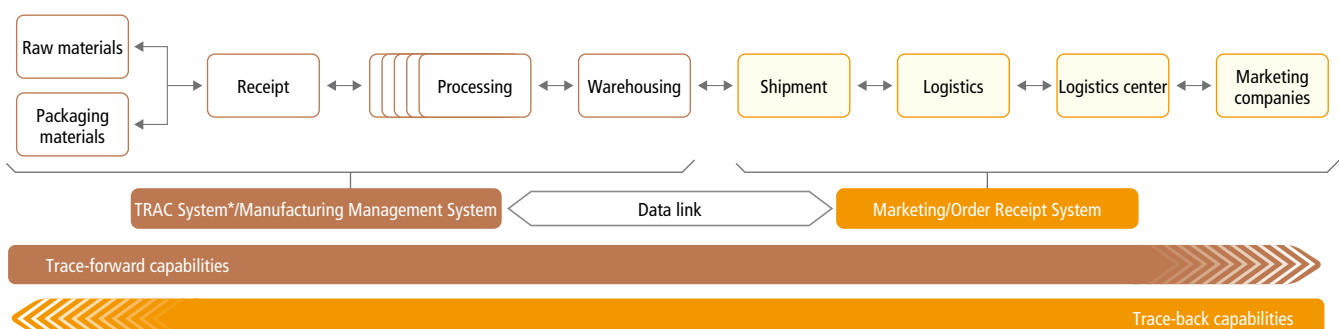 Raw materials
Packaging
materials
Receipt
Processing
Warehousing
Shipment
Logistics
Logistics center
Marketing
companies
TRAC System*/Manufacturing Management System
Data link
Marketing/Order Receipt System
Trace-forward capabilities
Trace-back capabilities